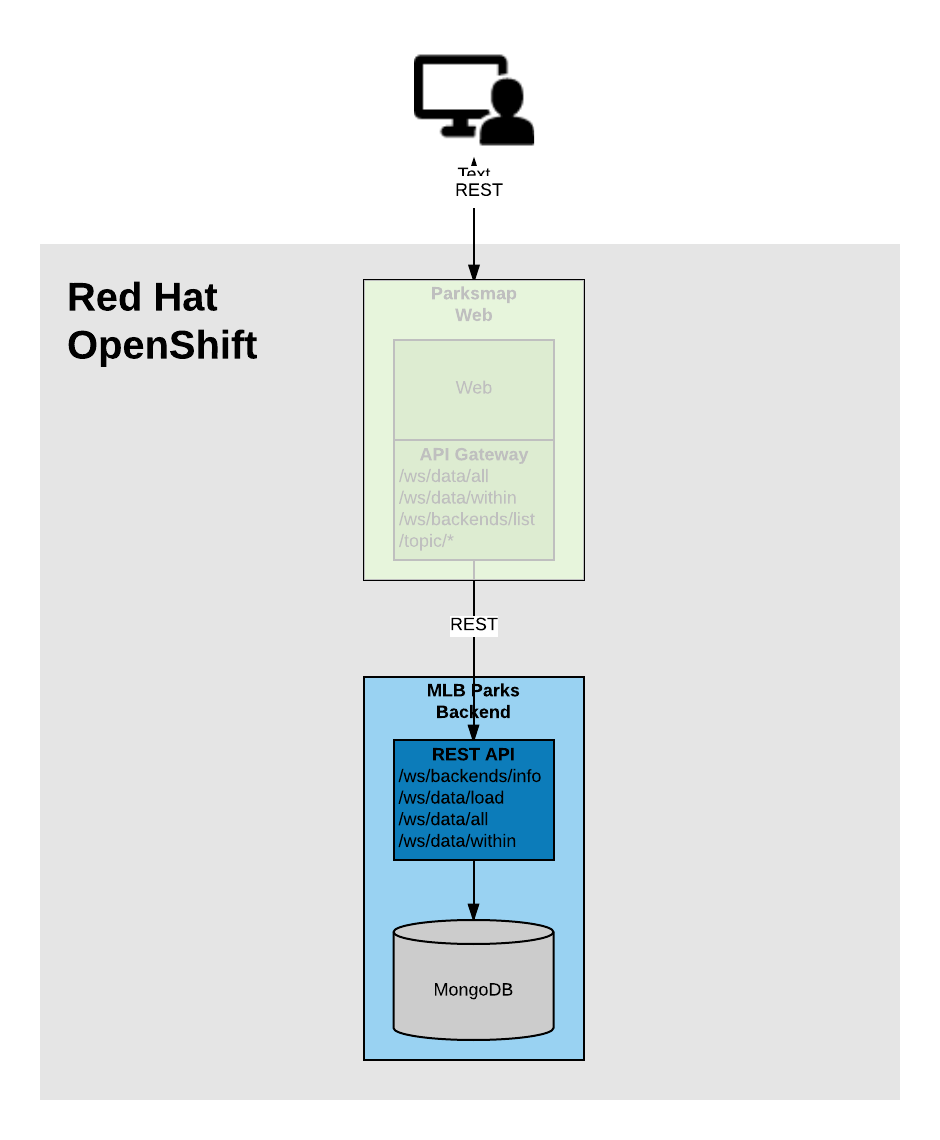 Text
REST
Red Hat
OpenShift
Parksmap
Web
Web
API Gateway
/ws/data/all
/ws/data/within
/ws/backends/list
/topic/*
REST
MLB Parks
Backend
REST API
/ws/backends/info
/ws/data/load
/ws/data/all
/ws/data/within
MongoDB